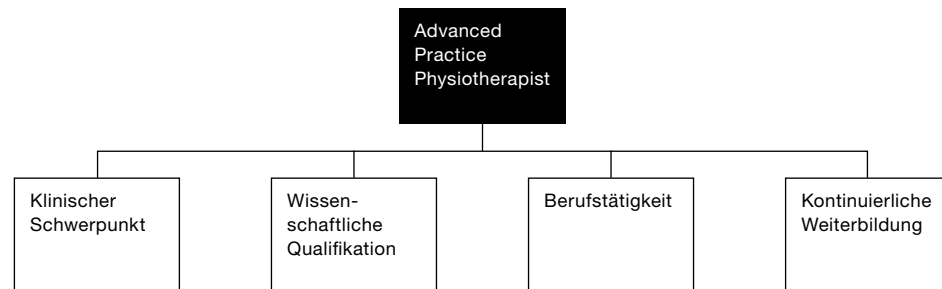 Advanced
Practice
Physiotherapist
Klinischer
Schwerpunkt
Wissen-
schaftliche
Qualifikation
Berufstätigkeit
Kontinuierliche
Weiterbildung